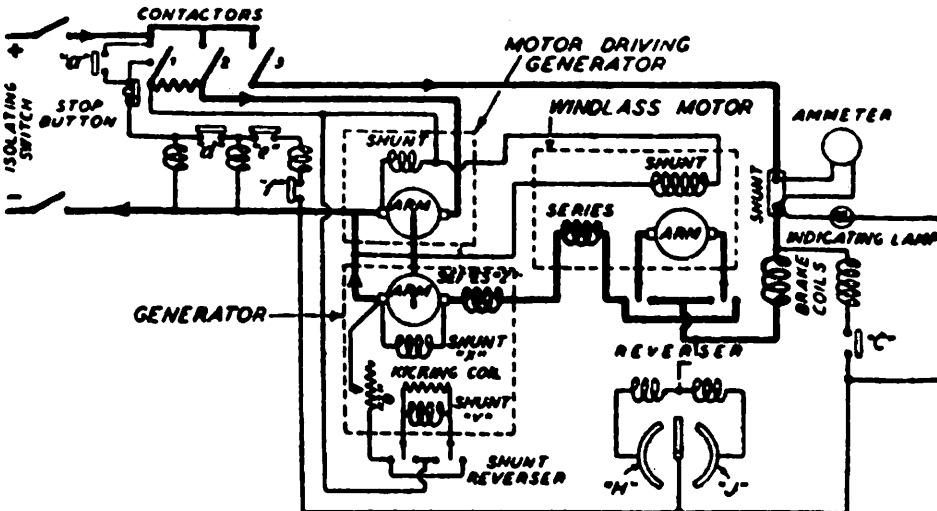 CONTACTORS
+
"a"
1
2
3
MOTOR DRIVING
GENERATOR
WINDLASS MOTOR
ISOLATING
SWITCH
STOP
BUTTON
AMMETER
"d"
"e"
"f"
SHUNT
SHUNT
SHUNT
-
ARM
SERIES
ARM
INDICATING LAMP
SERIES "Z"
ARM
BRAKE
COILS
GENERATOR
SHUNT
"X"
REVERSER
"C"
KICKING COIL
SHUNT
"Y"
SHUNT
REVERSER
"H"
"J"